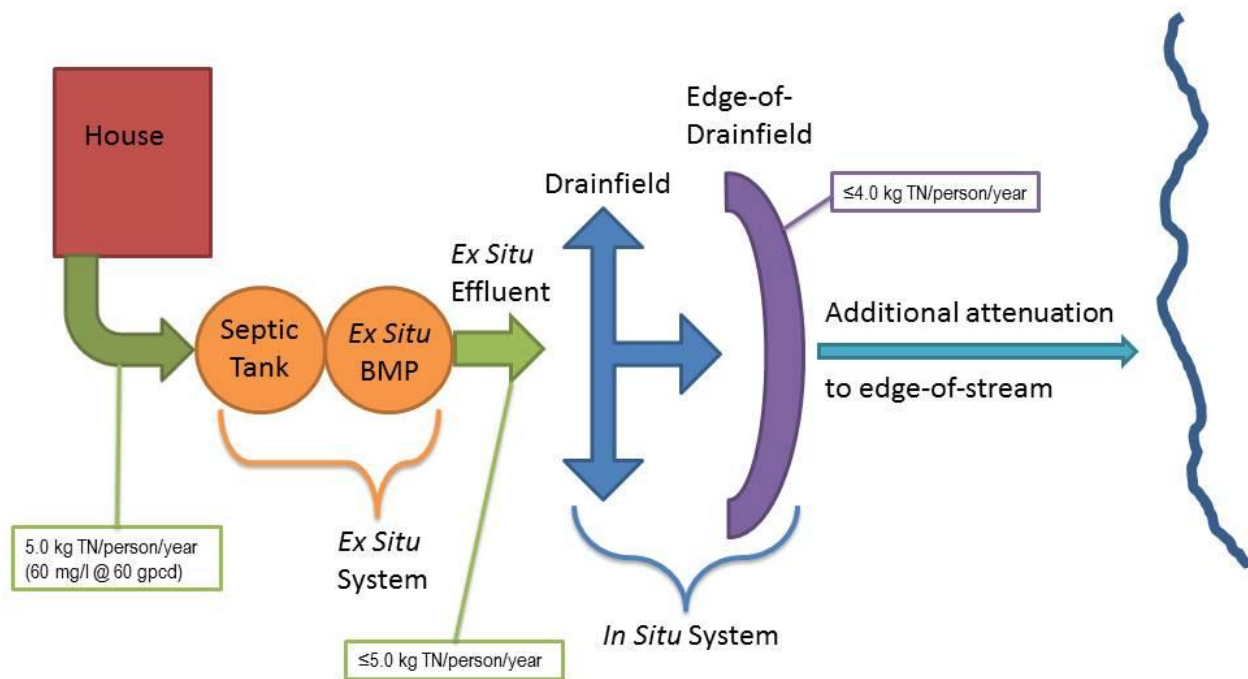 House
Septic
Tank
Ex Situ
BMP
Ex Situ
Effluent
Drainfield
Edge-of-
Drainfield
≤4.0 kg TN/person/year
Additional attenuation
to edge-of-stream
5.0 kg TN/person/year
(60 mg/l @ 60 gpcd)
Ex Situ
System
≤5.0 kg TN/person/year
In Situ System